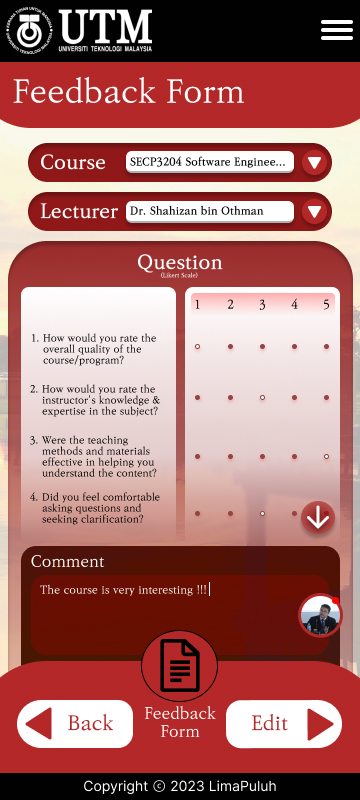 UTM
UNIVERSITI TEKNOLOGI MALAYSIA
Feedback Form
Course
SECP3204 Software Enginee...
Lecturer
Dr. Shahizan bin Othman
Question
(Likert Scale)
1 2 3 4 5
1. How would you rate the
overall quality of the
course/program?
2. How would you rate the
instructor's knowledge &
expertise in the subject?
3. Were the teaching
methods and materials
effective in helping you
understand the content?
4. Did you feel comfortable
asking questions and
seeking clarification?
Comment
The course is very interesting !!!
Back
Feedback
Form
Edit
Copyright © 2023 LimaPuluh